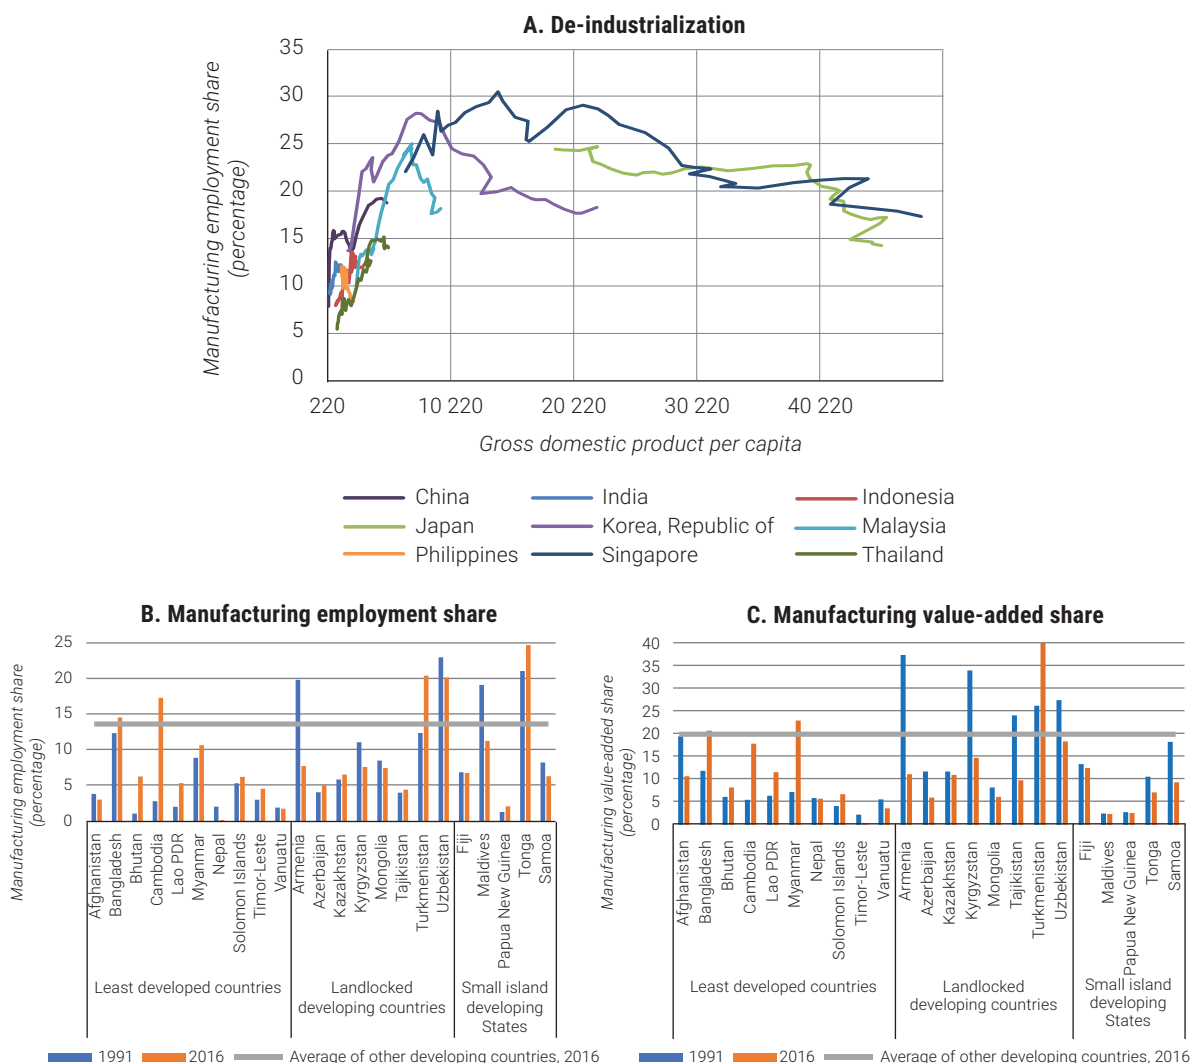 A. De-industrialization
Manufacturing employment share
(percentage)
35
30
25
20
15
10
5
0
220
10 220
20 220
30 220
40 220
Gross domestic product per capita
China
India
Indonesia
Japan
Korea, Republic of
Malaysia
Philippines
Singapore
Thailand
B. Manufacturing employment share
Manufacturing employment share
(percentage)
25
20
15
10
5
0
Afghanistan
Bangladesh
Bhutan
Cambodia
Lao PDR
Myanmar
Nepal
Solomon Islands
Timor-Leste
Vanuatu
Armenia
Azerbaijan
Kazakhstan
Kyrgyzstan
Mongolia
Tajikistan
Turkmenistan
Uzbekistan
Fiji
Maldives
Papua New Guinea
Tonga
Samoa
Least developed countries
Landlocked
developing countries
Small island
developing
States
1991
2016
Average of other developing countries, 2016
C. Manufacturing value-added share
Manufacturing value-added share
(percentage)
40
35
30
25
20
15
10
5
0
Afghanistan
Bangladesh
Bhutan
Cambodia
Lao PDR
Myanmar
Nepal
Solomon Islands
Timor-Leste
Vanuatu
Armenia
Azerbaijan
Kazakhstan
Kyrgyzstan
Mongolia
Tajikistan
Turkmenistan
Uzbekistan
Fiji
Maldives
Papua New Guinea
Tonga
Samoa
Least developed countries
Landlocked
developing countries
Small island
developing
States
1991
2016
Average of other developing countries, 2016